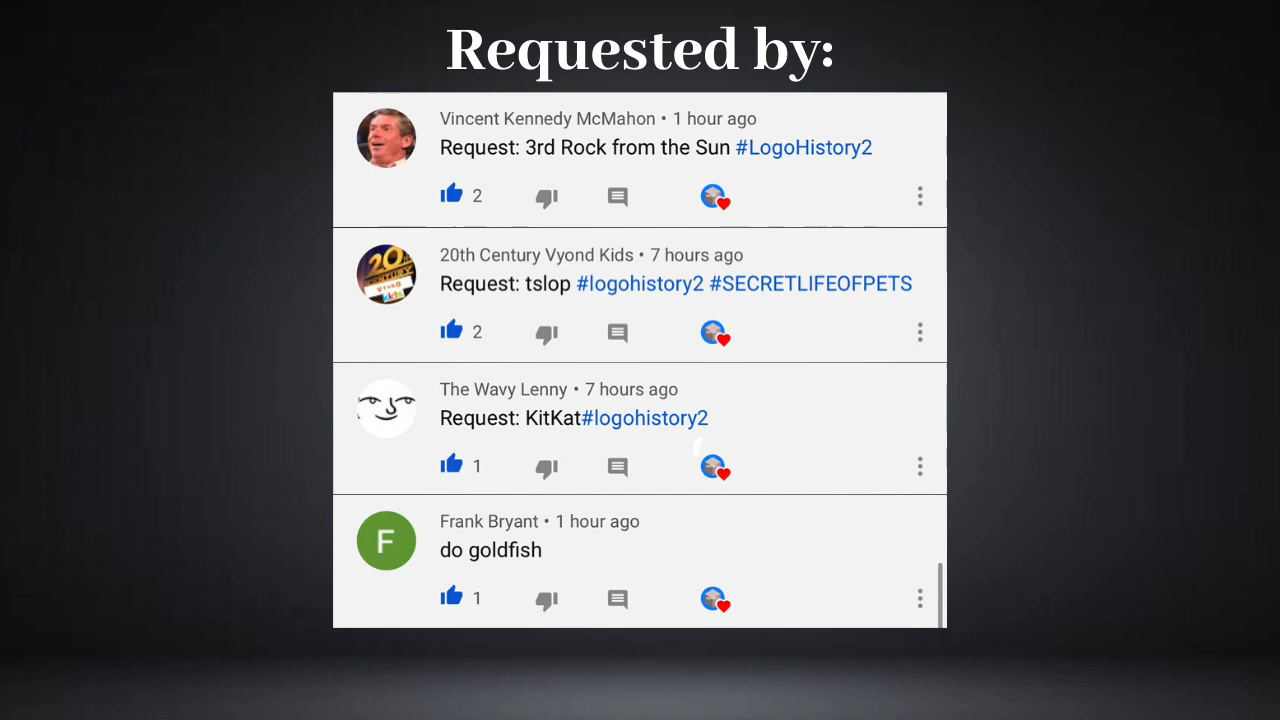 Requested by:
Vincent Kennedy McMahon • 1 hour ago
Request: 3rd Rock from the Sun #LogoHistory2
2
20th Century Vyond Kids • 7 hours ago
Request: tslop #logohistory2 #SECRETLIFEOFPETS
2
The Wavy Lenny • 7 hours ago
Request: KitKat#logohistory2
1
F
Frank Bryant • 1 hour ago
do goldfish
1